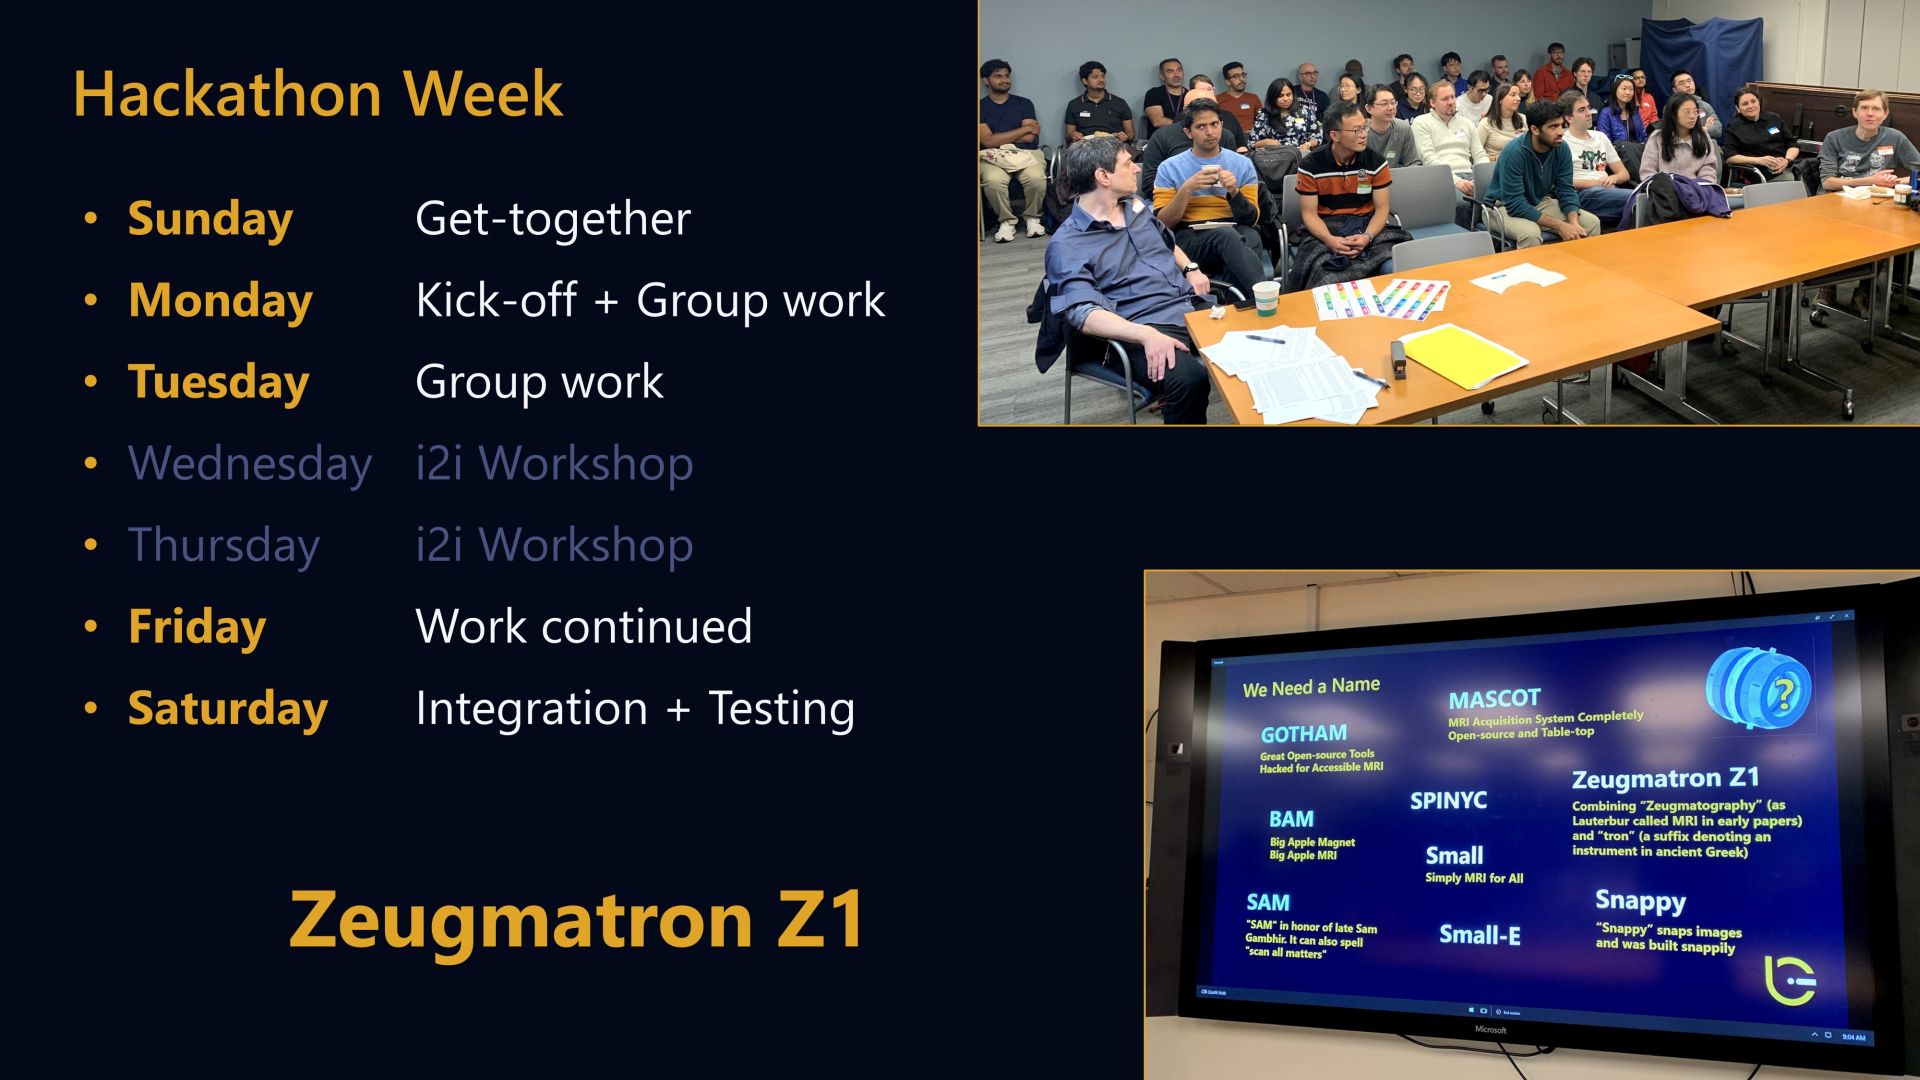 Hackathon Week
• Sunday Get-together
• Monday Kick-off + Group work
• Tuesday Group work
• Wednesday i2i Workshop
• Thursday i2i Workshop
• Friday Work continued
• Saturday Integration + Testing
Zeugmatron Z1
We Need a Name
GOTHAM
Great Open-source Tools
Hacked for Accessible MRI
MASCOT
MRI Acquisition System Completely
Open-source and Table-top
?
BAM
Big Apple Magnet
Big Apple MRI
SPINYC
Zeugmatron Z1
Combining “Zeugmatography” (as
Lauterbur called MRI in early papers)
and “tron” (a suffix denoting an
instrument in ancient Greek)
Small
Simply MRI for All
SAM
"SAM" in honor of late Sam
Gambhir. It can also spell
"scan all matters"
Small-E
Snappy
“Snappy” snaps images
and was built snappily
End session
Microsoft
9:04 AM